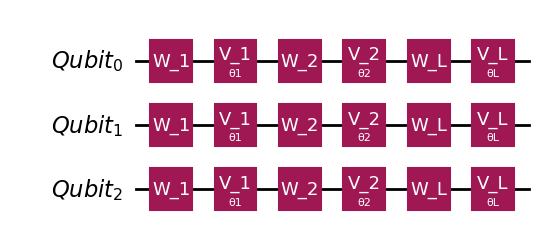 Qubit0 W_1 V_1 θ1 W_2 V_2 θ2 W_L V_L θL
Qubit1 W_1 V_1 θ1 W_2 V_2 θ2 W_L V_L θL
Qubit2 W_1 V_1 θ1 W_2 V_2 θ2 W_L V_L θL